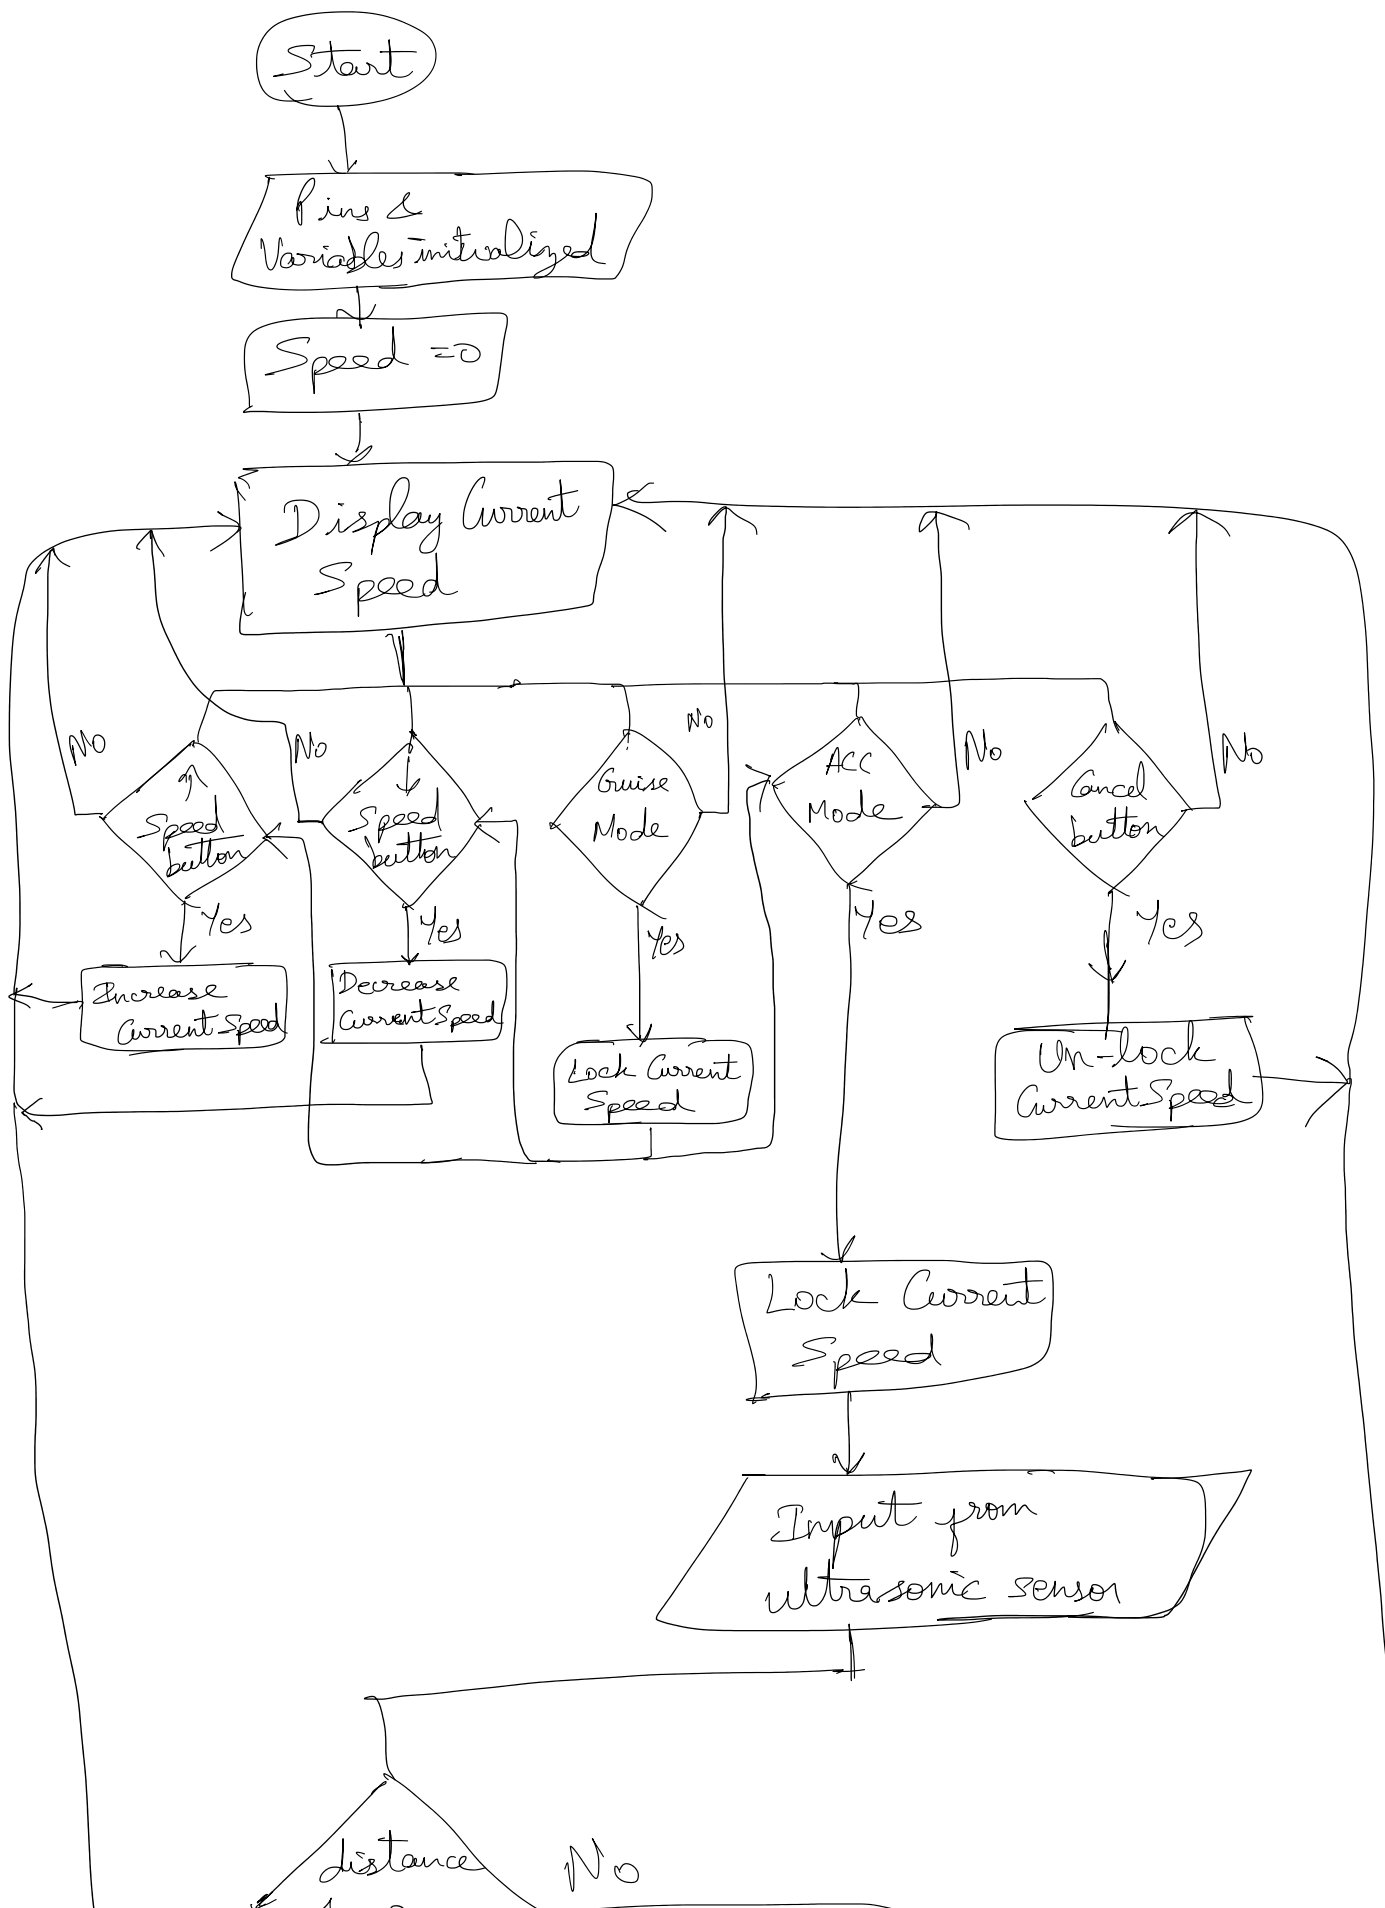 Start
Pins &
Variables initialized
Speed = 0
Display Current
Speed
No
No
No
No
No
↑
Speed
button
↓
Speed
button
Cruise
Mode
ACC
Mode
Cancel
button
Yes
Yes
Yes
Yes
Yes
Increase
Current Speed
Decrease
Current Speed
Lock Current
Speed
Un-lock
Current Speed
Lock Current
Speed
Input from
ultrasonic sensor
distance
No